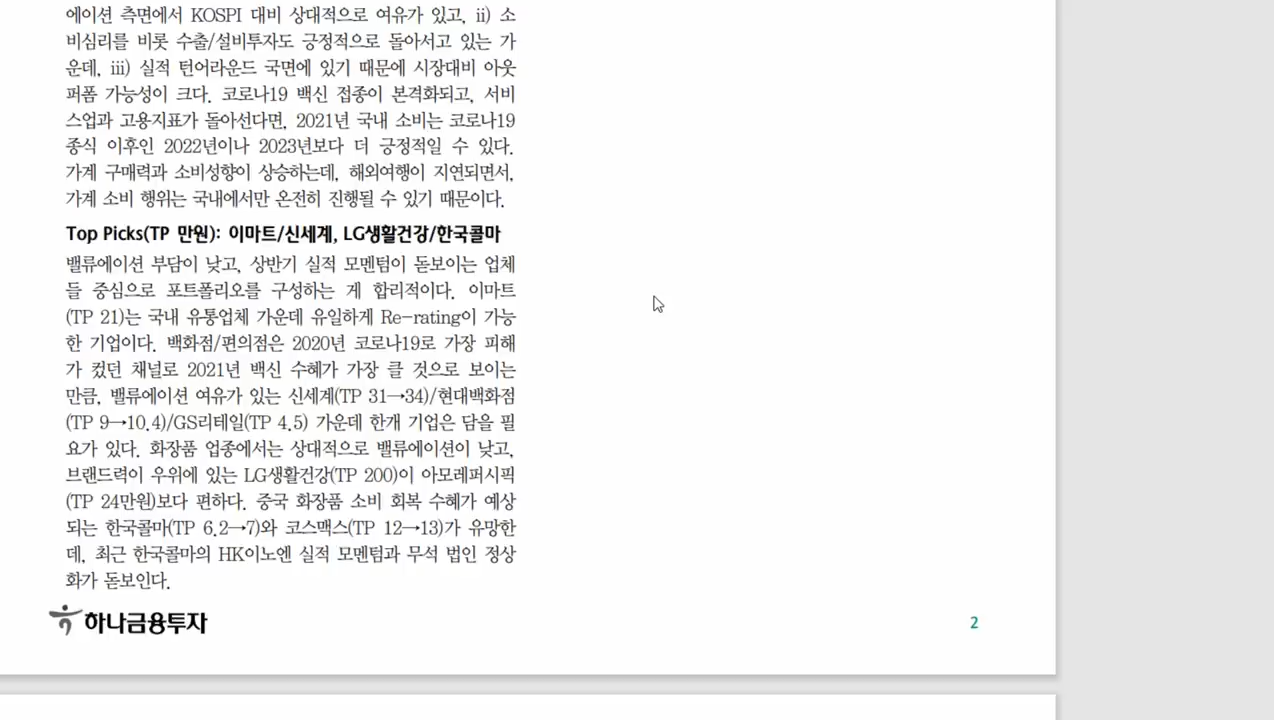 에이션 측면에서 KOSPI 대비 상대적으로 여유가 있고, ii) 소
비심리를 비롯 수출/설비투자도 긍정적으로 돌아서고 있는 가
운데, iii) 실적 턴어라운드 국면에 있기 때문에 시장대비 아웃
퍼폼 가능성이 크다. 코로나19 백신 접종이 본격화되고, 서비
스업과 고용지표가 돌아선다면, 2021년 국내 소비는 코로나19
종식 이후인 2022년이나 2023년보다 더 긍정적일 수 있다.
가계 구매력과 소비성향이 상승하는데, 해외여행이 지연되면서,
가계 소비 행위는 국내에서만 온전히 진행될 수 있기 때문이다.
Top Picks(TP 만원): 이마트/신세계, LG생활건강/한국콜마
밸류에이션 부담이 낮고, 상반기 실적 모멘텀이 돋보이는 업체
들 중심으로 포트폴리오를 구성하는 게 합리적이다. 이마트
(TP 21)는 국내 유통업체 가운데 유일하게 Re-rating이 가능
한 기업이다. 백화점/편의점은 2020년 코로나19로 가장 피해
가 컸던 채널로 2021년 백신 수혜가 가장 클 것으로 보이는
만큼, 밸류에이션 여유가 있는 신세계(TP 31→34)/현대백화점
(TP 9→10.4)/GS리테일(TP 4.5) 가운데 한개 기업은 담을 필
요가 있다. 화장품 업종에서는 상대적으로 밸류에이션이 낮고,
브랜드력이 우위에 있는 LG생활건강(TP 200)이 아모레퍼시픽
(TP 24만원)보다 편하다. 중국 화장품 소비 회복 수혜가 예상
되는 한국콜마(TP 6.2→7)와 코스맥스(TP 12→13)가 유망한
데, 최근 한국콜마의 HK이노엔 실적 모멘텀과 무석 법인 정상
화가 돋보인다.
하나금융투자
2